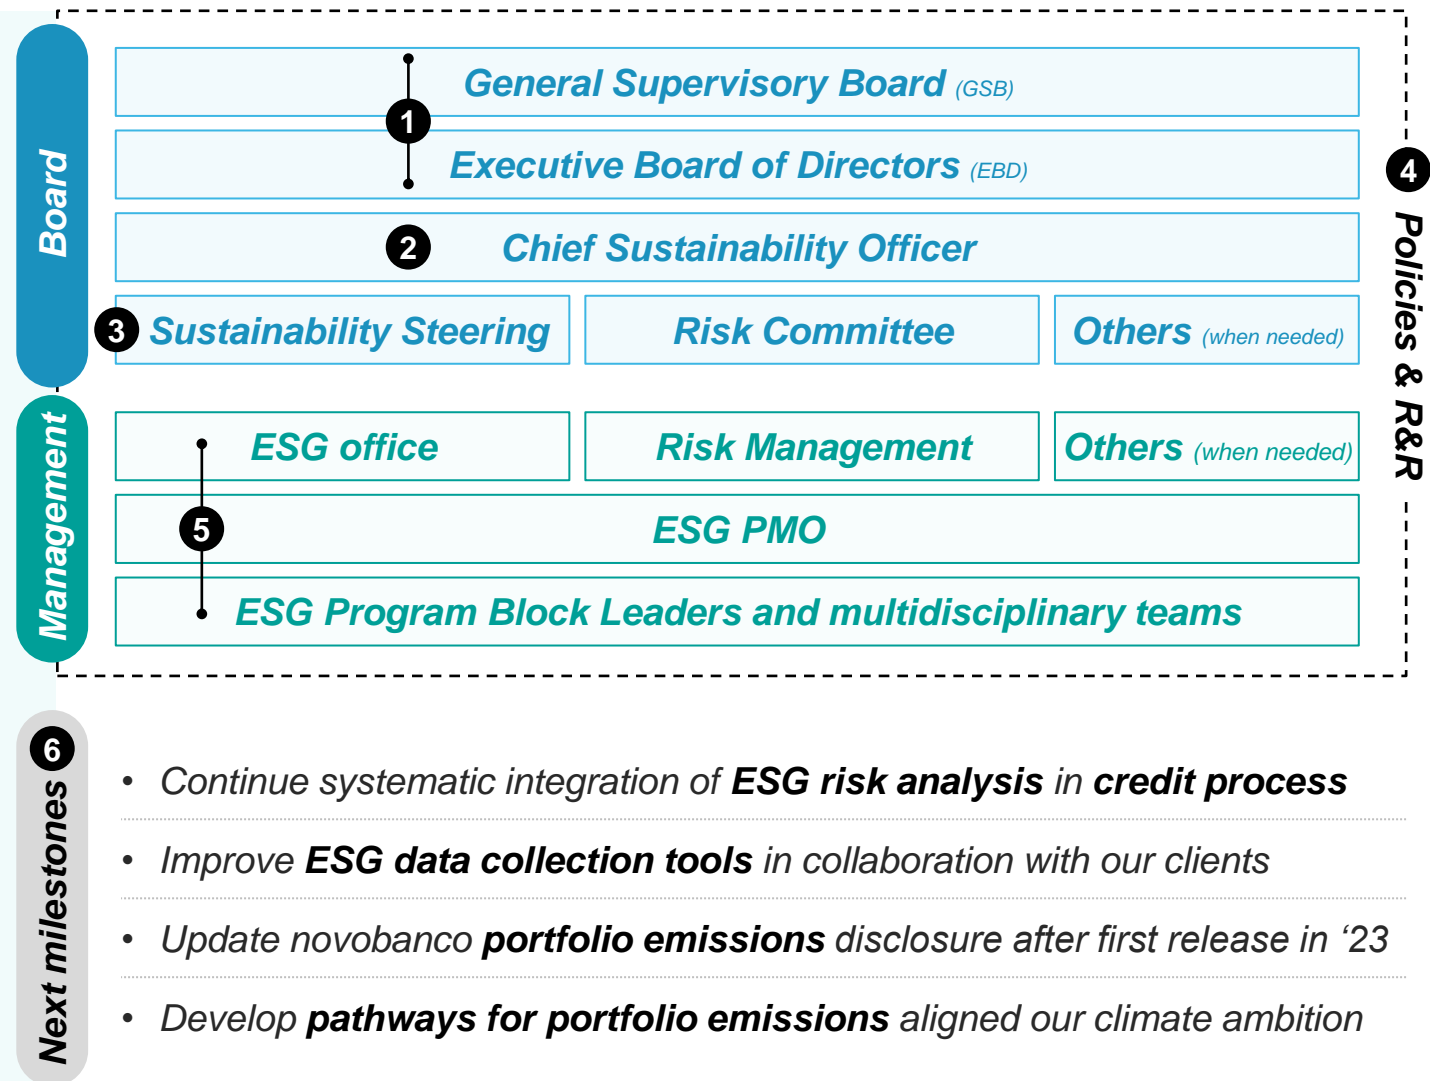 Board
General Supervisory Board (GSB)
1
Executive Board of Directors (EBD)
2 Chief Sustainability Officer
3 Sustainability Steering
Risk Committee
Others (when needed)
4 Policies & R&R
Management
ESG office
Risk Management
Others (when needed)
5 ESG PMO
ESG Program Block Leaders and multidisciplinary teams
6 Next milestones
• Continue systematic integration of ESG risk analysis in credit process
• Improve ESG data collection tools in collaboration with our clients
• Update novobanco portfolio emissions disclosure after first release in ‘23
• Develop pathways for portfolio emissions aligned our climate ambition